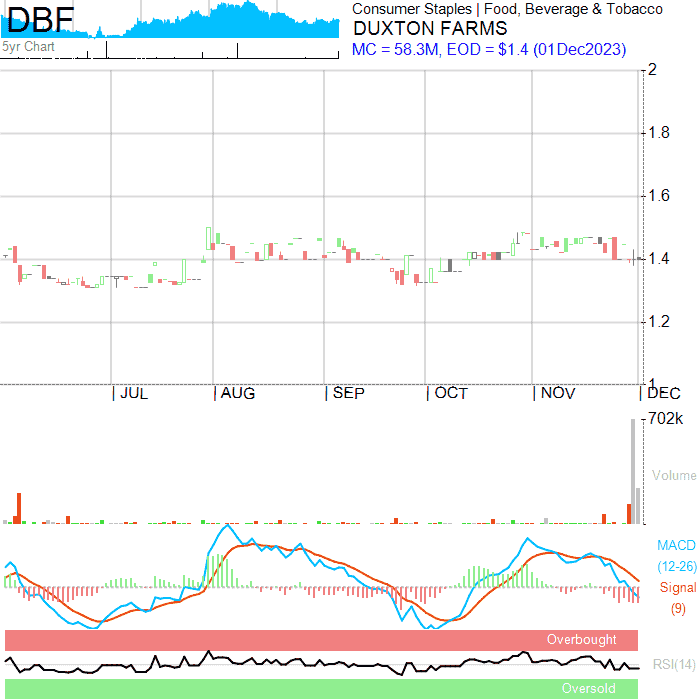 DBF
5yr Chart
Consumer Staples | Food, Beverage & Tobacco
DUXTON FARMS
MC = 58.3M, EOD = $1.4 (01Dec2023)
2
1.8
1.6
1.4
1.2
1
| JUL | AUG | SEP | OCT | NOV | DEC
702k
Volume
MACD
(12-26)
Signal
(9)
Overbought
RSI(14)
Oversold